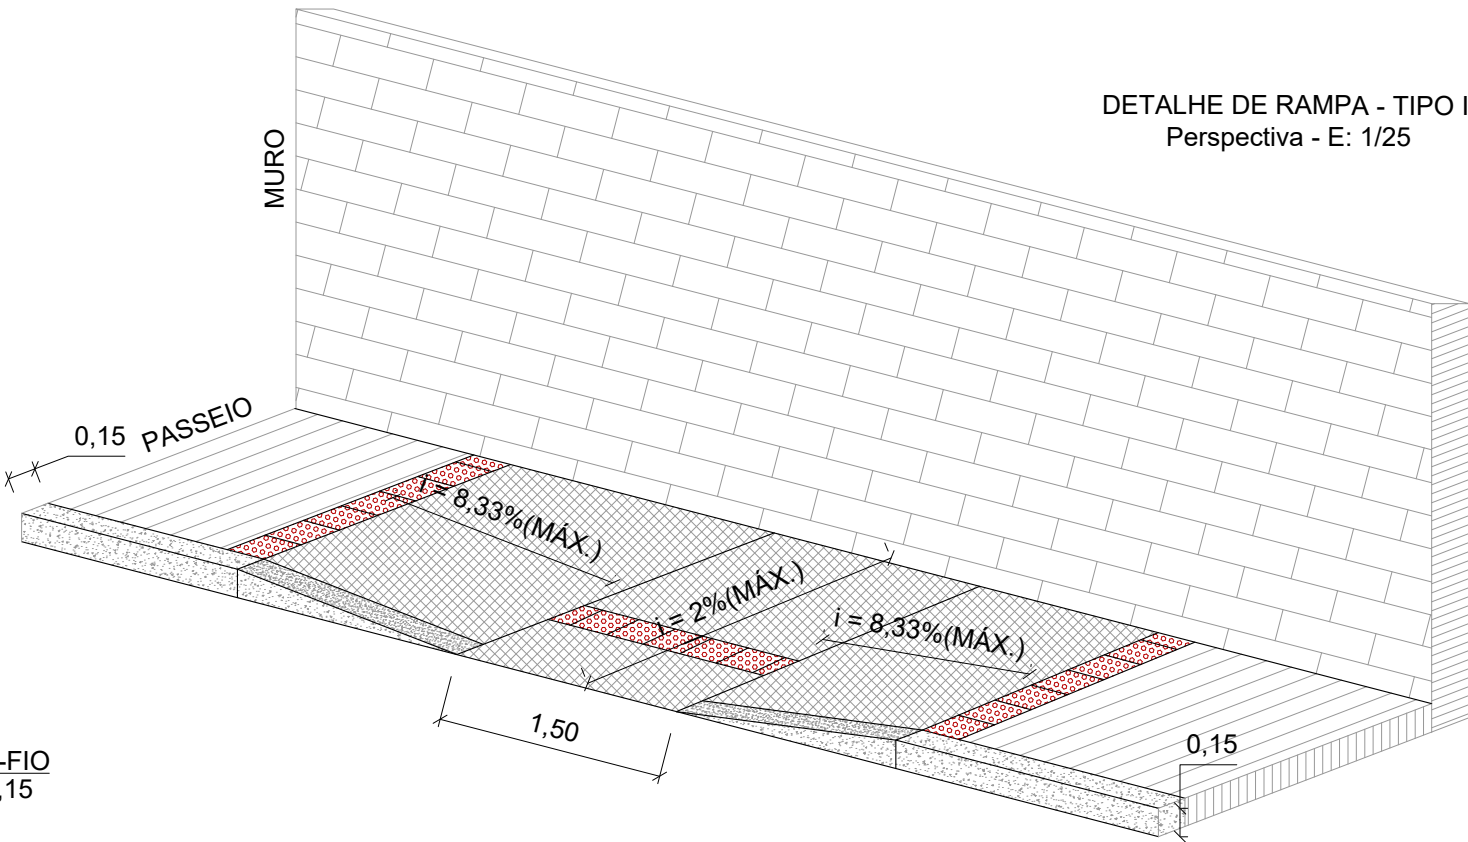 DETALHE DE RAMPA - TIPO I
Perspectiva - E: 1/25
MURO
PASSEIO
0,15
i = 8,33%(MÁX.)
i = 2%(MÁX.)
i = 8,33%(MÁX.)
1,50
0,15
-FIO
,15